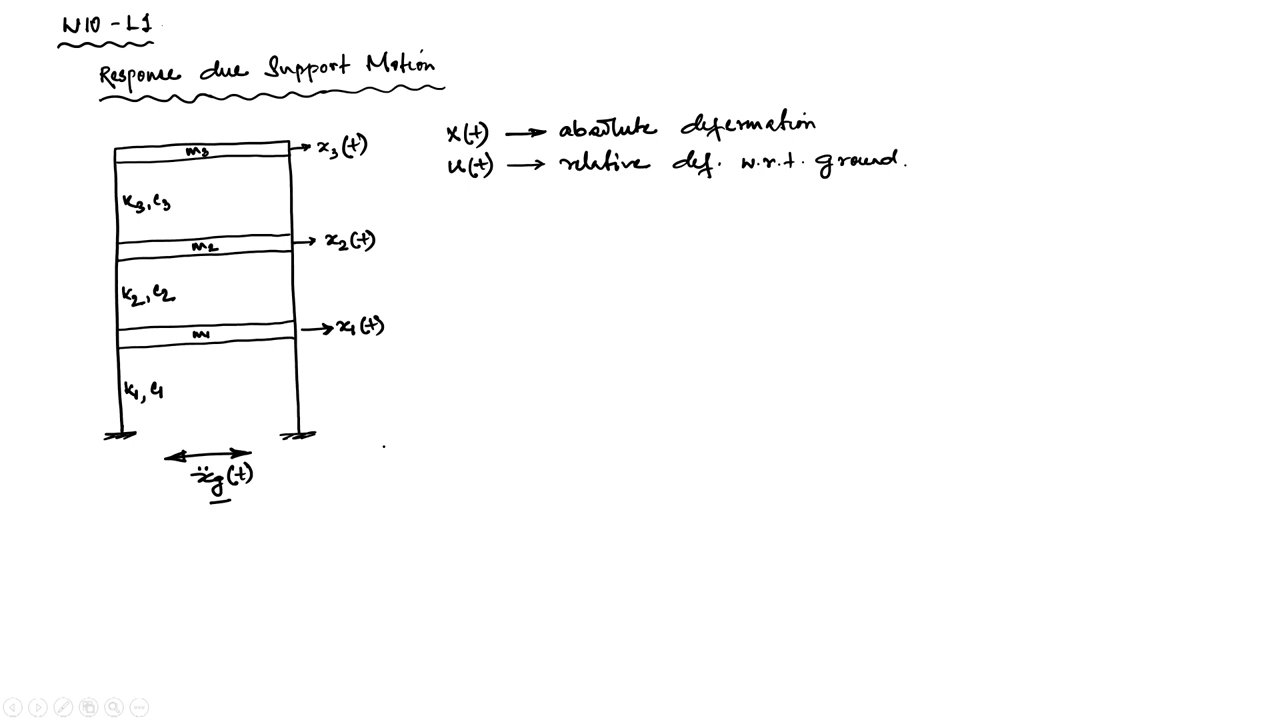 W10 - L1
Response due Support Motion
x(t) → absolute deformation
u(t) → relative def. w.r.t. ground.
m3
x3(t)
k3, c3
m2
x2(t)
k2, c2
m1
x1(t)
k1, c1
ẍg(t)